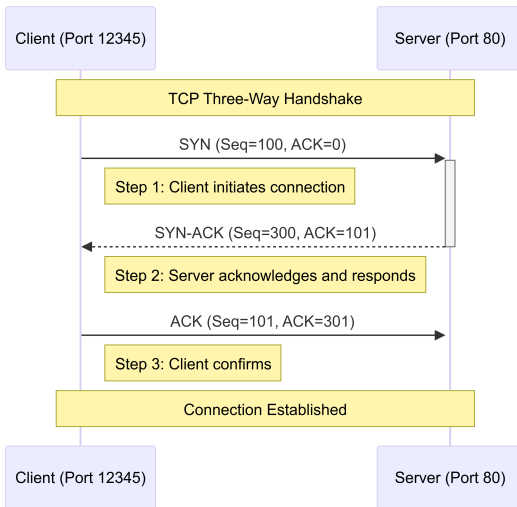 Client (Port 12345)
Server (Port 80)
TCP Three-Way Handshake
SYN (Seq=100, ACK=0)
Step 1: Client initiates connection
SYN-ACK (Seq=300, ACK=101)
Step 2: Server acknowledges and responds
ACK (Seq=101, ACK=301)
Step 3: Client confirms
Connection Established
Client (Port 12345)
Server (Port 80)